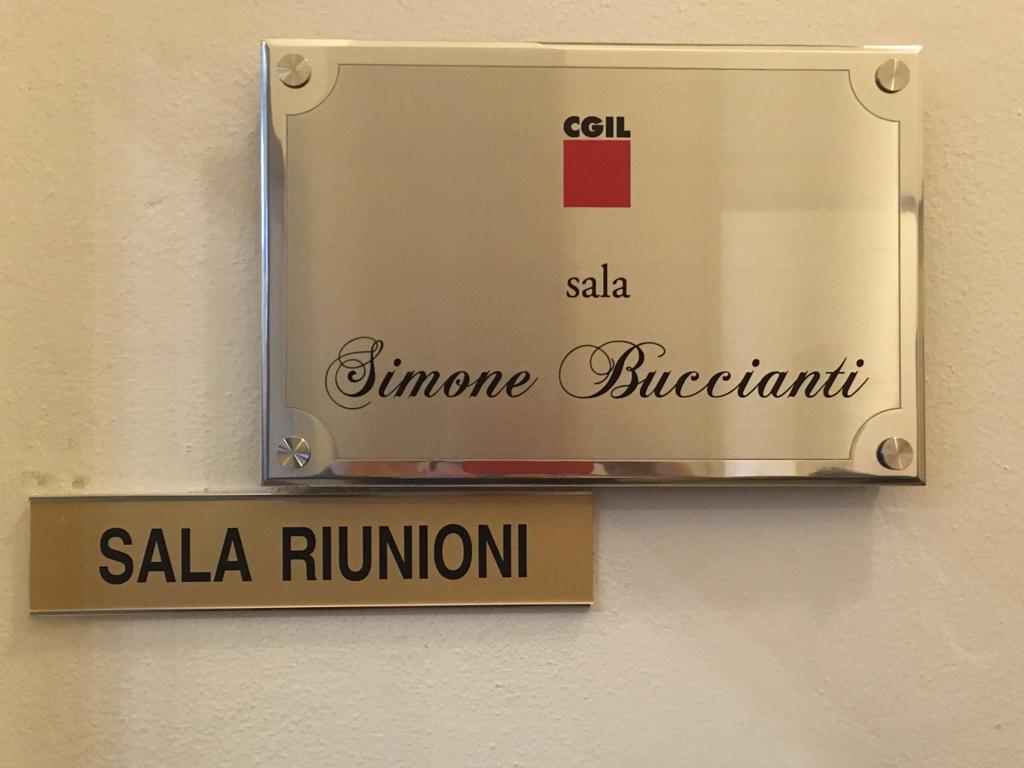 CGIL
sala
Simone Buccianti
SALA RIUNIONI